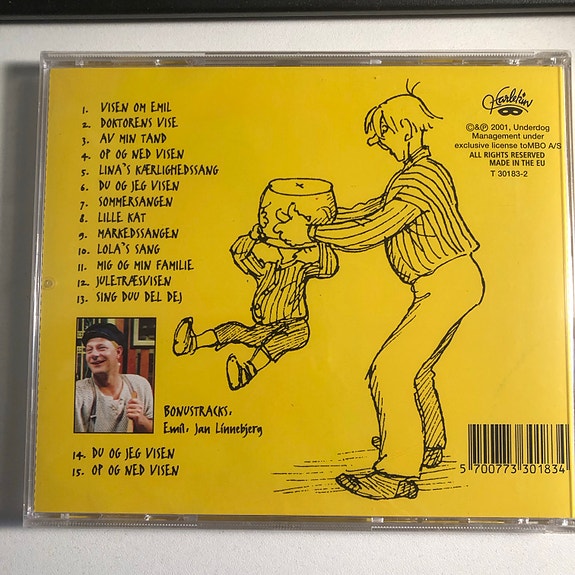 1. VISEN OM EMIL
2. DOKTORENS VISE
3. AV MIN TAND
4. OP OG NED VISEN
5. LINA'S KÆRLIGHEDSSANG
6. DU OG JEG VISEN
7. SOMMERSANGEN
8. LILLE KAT
9. MARKEDSSANGEN
10. LOLA'S SANG
11. MIG OG MIN FAMILIE
12. JULETRÆSVISEN
13. SING DUU DEL DEJ
BONUSTRACKS:
Emil: Jan Linnebjerg
14. DU OG JEG VISEN
15. OP OG NED VISEN
Harlekin
©&℗ 2001, Underdog
Management under
exclusive license toMBO A/S
ALL RIGHTS RESERVED
MADE IN THE EU
T 30183-2
5 700773 301834